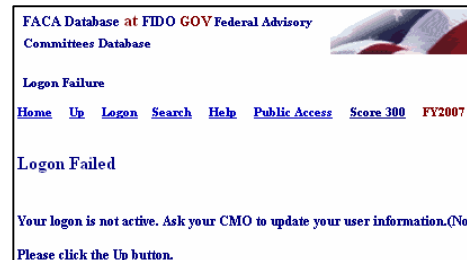 FACA Database at FIDO GOV Federal Advisory
Committees Database
Logon Failure
Home Up Logon Search Help Public Access Score 300 FY2007
Logon Failed
Your logon is not active. Ask your CMO to update your user information.(No
Please click the Up button.